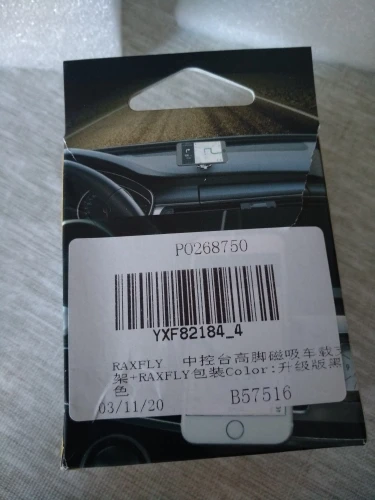 PO268750
YXF82184_4
RAXFLY 中控台高脚磁吸车载支
架+RAXFLY包装Color:升级版黑
色
03/11/20 B57516